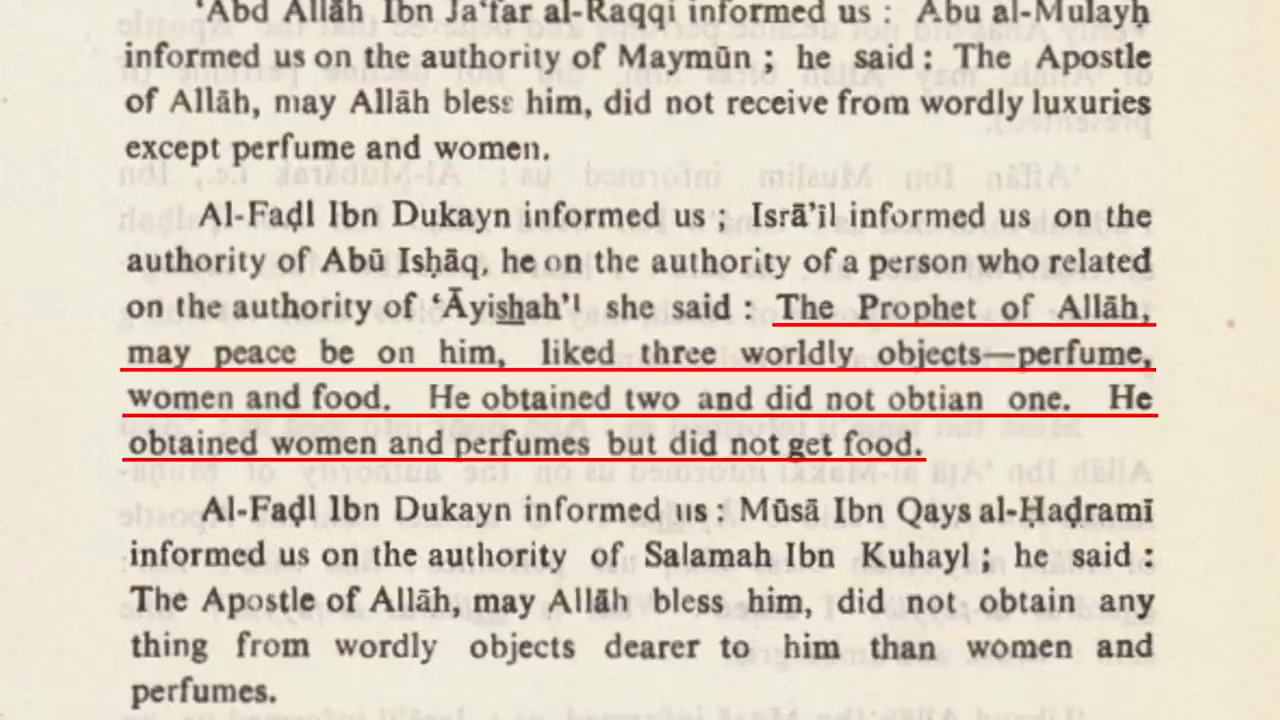 'Abd Allāh Ibn Ja'far al-Raqqi informed us : Abu al-Mulayḥ
informed us on the authority of Maymūn ; he said : The Apostle
of Allāh, may Allāh bless him, did not receive from wordly luxuries
except perfume and women.
Al-Faḍl Ibn Dukayn informed us ; Isrā'il informed us on the
authority of Abū Isḥāq, he on the authority of a person who related
on the authority of 'Āyishah'l she said : The Prophet of Allāh,
may peace be on him, liked three worldly objects—perfume,
women and food. He obtained two and did not obtian one. He
obtained women and perfumes but did not get food.
Al-Faḍl Ibn Dukayn informed us : Mūsā Ibn Qays al-Ḥaḍramī
informed us on the authority of Salamah Ibn Kuhayl ; he said :
The Apostle of Allāh, may Allāh bless him, did not obtain any
thing from wordly objects dearer to him than women and
perfumes.